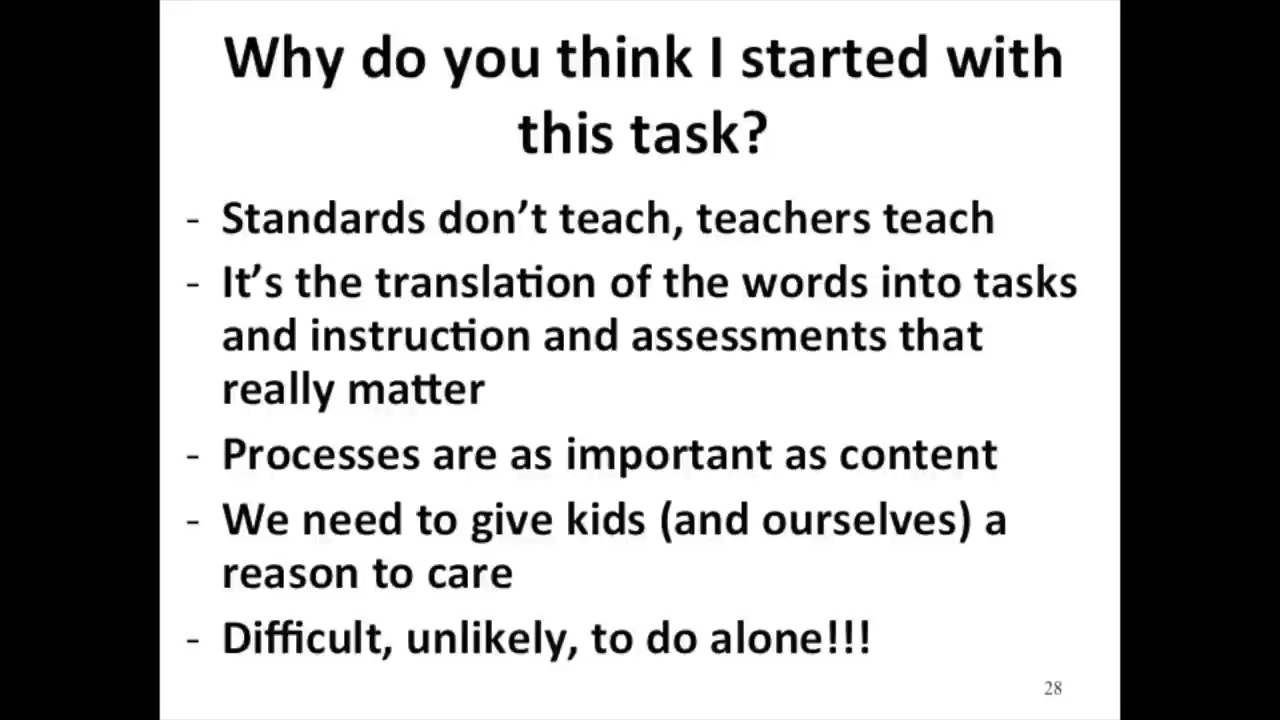 Why do you think I started with
this task?
- Standards don’t teach, teachers teach
- It’s the translation of the words into tasks
and instruction and assessments that
really matter
- Processes are as important as content
- We need to give kids (and ourselves) a
reason to care
- Difficult, unlikely, to do alone!!!
28